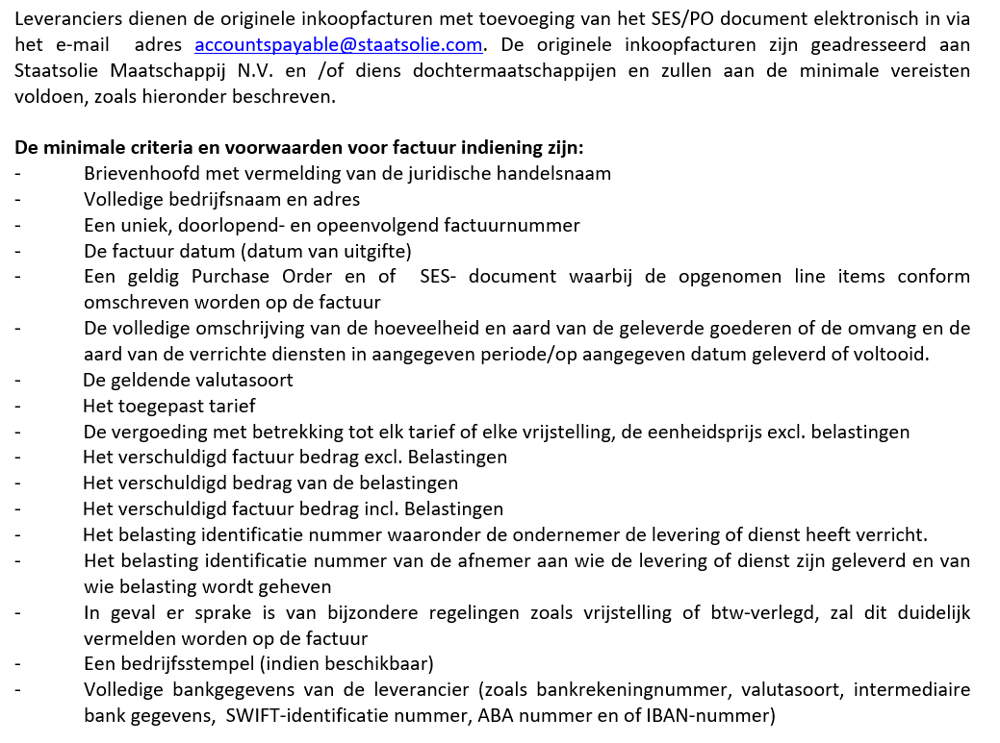 Leveranciers dienen de originele inkoopfacturen met toevoeging van het SES/PO document elektronisch in via
het e-mail adres accountspayable@staatsolie.com. De originele inkoopfacturen zijn geadresseerd aan
Staatsolie Maatschappij N.V. en /of diens dochtermaatschappijen en zullen aan de minimale vereisten
voldoen, zoals hieronder beschreven.
De minimale criteria en voorwaarden voor factuur indiening zijn:
- Brievenhoofd met vermelding van de juridische handelsnaam
- Volledige bedrijfsnaam en adres
- Een uniek, doorlopend- en opeenvolgend factuurnummer
- De factuur datum (datum van uitgifte)
- Een geldig Purchase Order en of SES- document waarbij de opgenomen line items conform
omschreven worden op de factuur
- De volledige omschrijving van de hoeveelheid en aard van de geleverde goederen of de omvang en de
aard van de verrichte diensten in aangegeven periode/op aangegeven datum geleverd of voltooid.
- De geldende valutasoort
- Het toegepast tarief
- De vergoeding met betrekking tot elk tarief of elke vrijstelling, de eenheidsprijs excl. belastingen
- Het verschuldigd factuur bedrag excl. Belastingen
- Het verschuldigd bedrag van de belastingen
- Het verschuldigd factuur bedrag incl. Belastingen
- Het belasting identificatie nummer waaronder de ondernemer de levering of dienst heeft verricht.
- Het belasting identificatie nummer van de afnemer aan wie de levering of dienst zijn geleverd en van
wie belasting wordt geheven
- In geval er sprake is van bijzondere regelingen zoals vrijstelling of btw-verlegd, zal dit duidelijk
vermelden worden op de factuur
- Een bedrijfsstempel (indien beschikbaar)
- Volledige bankgegevens van de leverancier (zoals bankrekeningnummer, valutasoort, intermediaire
bank gegevens, SWIFT-identificatie nummer, ABA nummer en of IBAN-nummer)